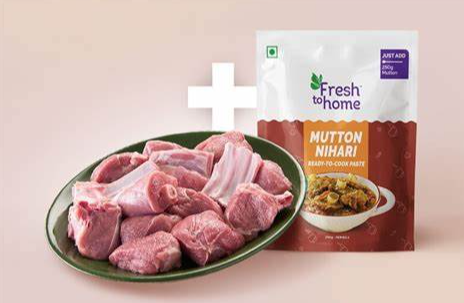 JUST ADD
250g
Mutton
Fresh
to home
MUTTON
NIHARI
READY-TO-COOK PASTE